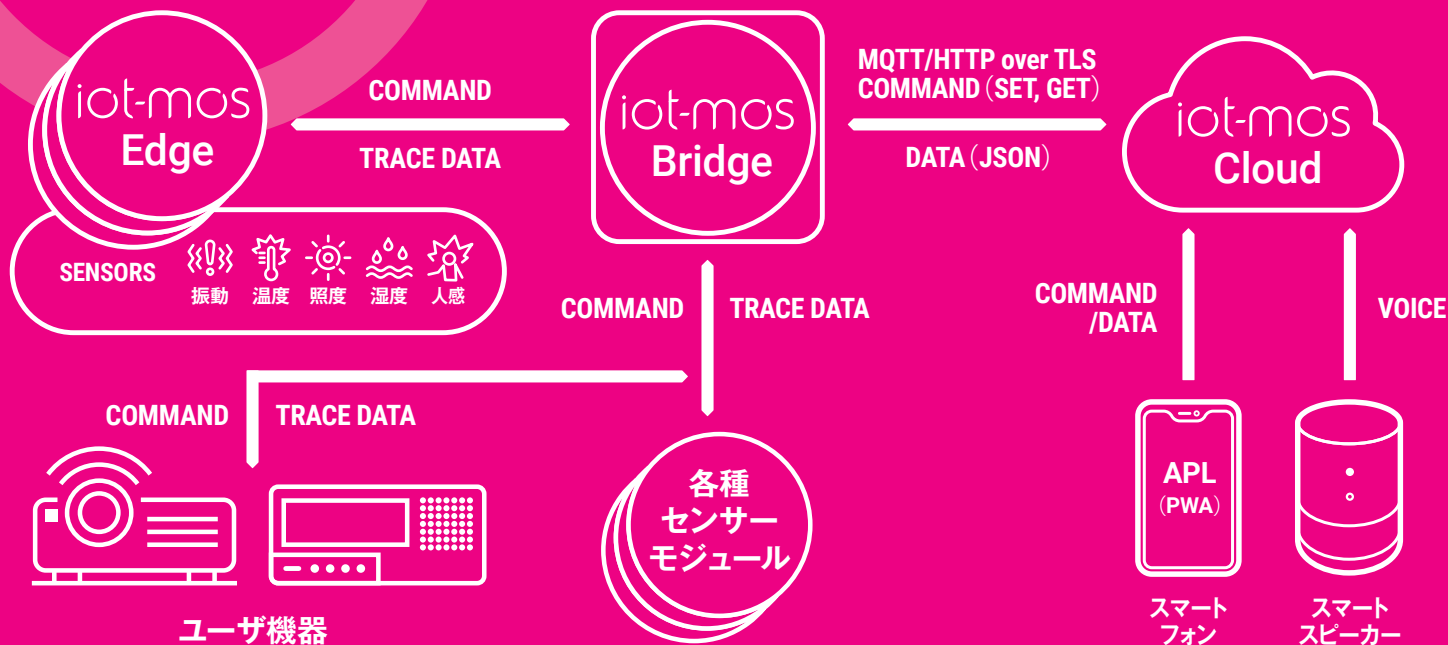 iot-mos
Edge
COMMAND
TRACE DATA
iot-mos
Bridge
MQTT/HTTP over TLS
COMMAND（SET, GET）
DATA（JSON）
iot-mos
Cloud
SENSORS
振動
温度
照度
湿度
人感
COMMAND
TRACE DATA
COMMAND
/DATA
VOICE
COMMAND
TRACE DATA
ユーザ機器
各種
センサー
モジュール
APL
（PWA）
スマート
フォン
スマート
スピーカー